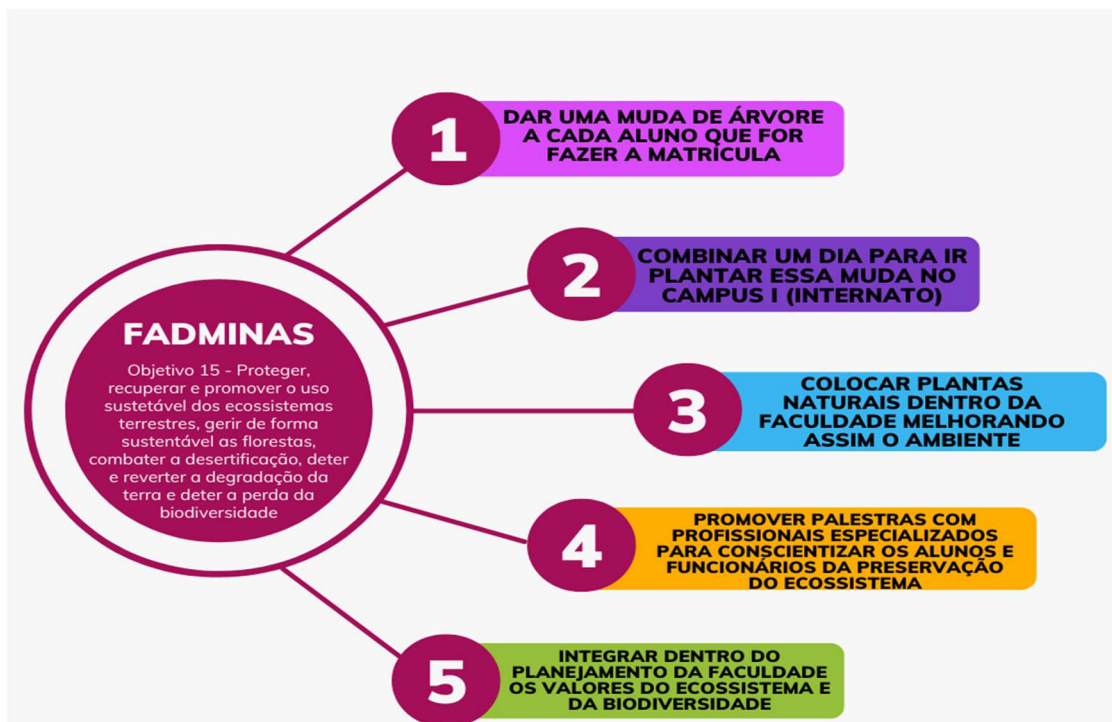 FADMINAS
Objetivo 15 - Proteger,
recuperar e promover o uso
sustetável dos ecossistemas
terrestres, gerir de forma
sustentável as florestas,
combater a desertificação, deter
e reverter a degradação da
terra e deter a perda da
biodiversidade
1
DAR UMA MUDA DE ÁRVORE
A CADA ALUNO QUE FOR
FAZER A MATRÍCULA
2
COMBINAR UM DIA PARA IR
PLANTAR ESSA MUDA NO
CAMPUS I (INTERNATO)
3
COLOCAR PLANTAS
NATURAIS DENTRO DA
FACULDADE MELHORANDO
ASSIM O AMBIENTE
4
PROMOVER PALESTRAS COM
PROFISSIONAIS ESPECIALIZADOS
PARA CONSCIENTIZAR OS ALUNOS E
FUNCIONÁRIOS DA PRESERVAÇÃO
DO ECOSSISTEMA
5
INTEGRAR DENTRO DO
PLANEJAMENTO DA FACULDADE
OS VALORES DO ECOSSISTEMA E
DA BIODIVERSIDADE